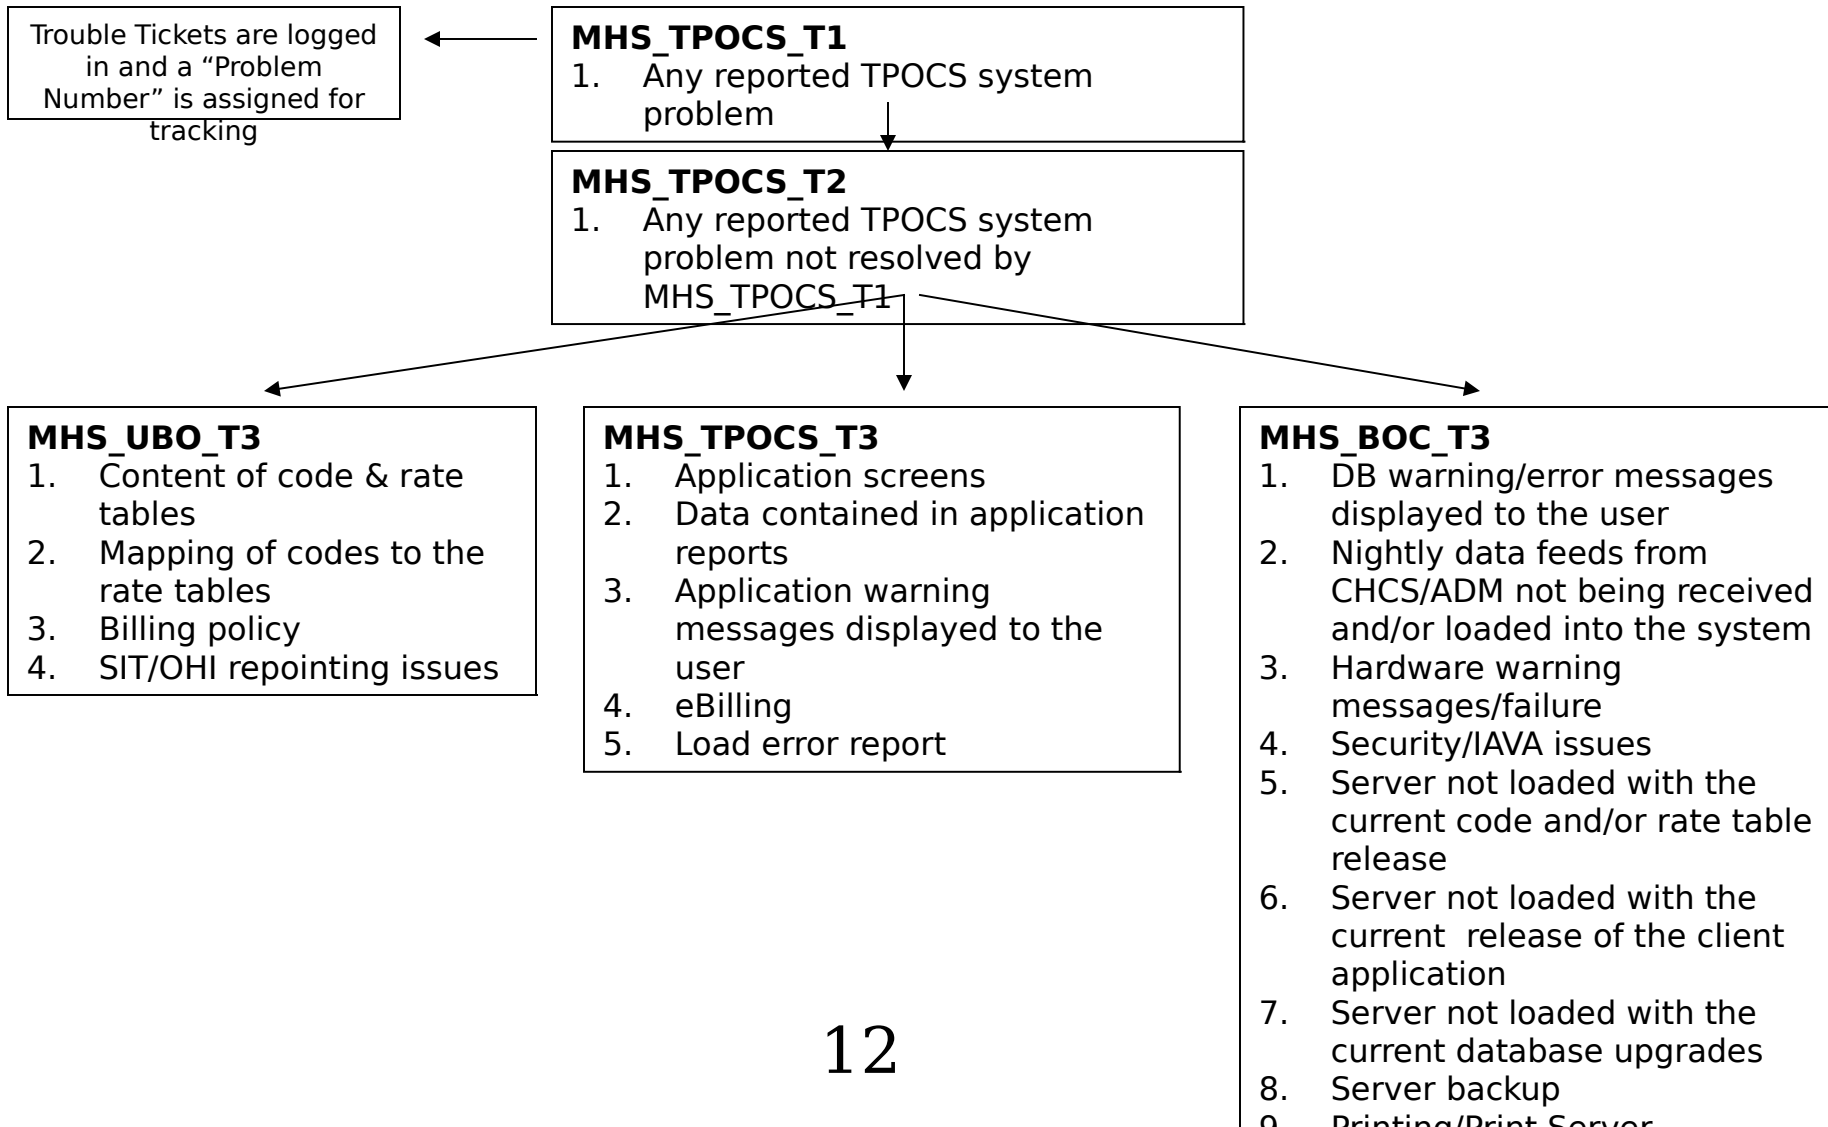 Trouble Tickets are logged
in and a “Problem
Number” is assigned for
tracking
MHS_TPOCS_T1
1. Any reported TPOCS system
problem
MHS_TPOCS_T2
1. Any reported TPOCS system
problem not resolved by
MHS_TPOCS_T1
MHS_UBO_T3
1. Content of code & rate
tables
2. Mapping of codes to the
rate tables
3. Billing policy
4. SIT/OHI repointing issues
MHS_TPOCS_T3
1. Application screens
2. Data contained in application
reports
3. Application warning
messages displayed to the
user
4. eBilling
5. Load error report
MHS_BOC_T3
1. DB warning/error messages
displayed to the user
2. Nightly data feeds from
CHCS/ADM not being received
and/or loaded into the system
3. Hardware warning
messages/failure
4. Security/IAVA issues
5. Server not loaded with the
current code and/or rate table
release
6. Server not loaded with the
current  release of the client
application
7. Server not loaded with the
current database upgrades
8. Server backup
9. Printing/Print Server
12